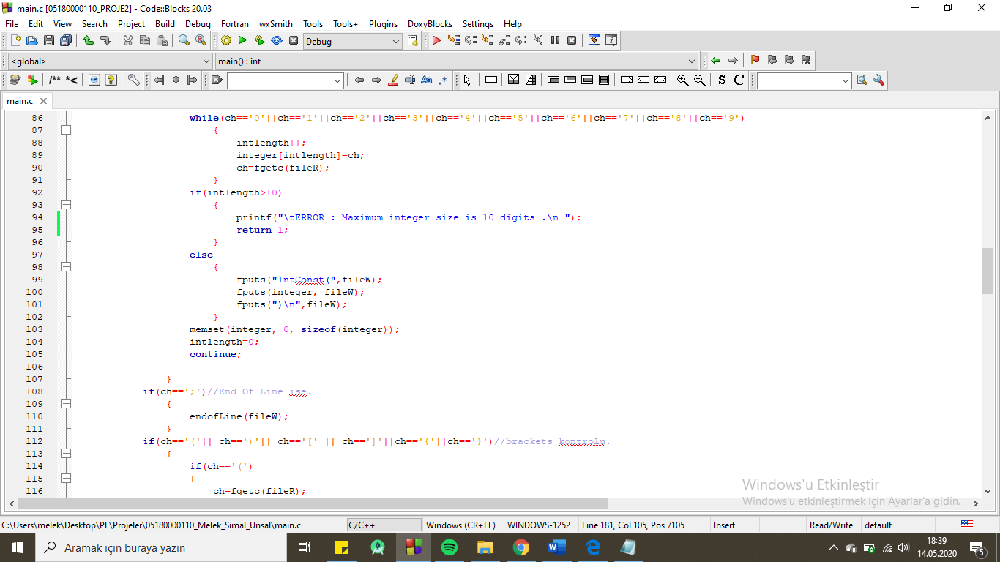 main.c [05180000110_PROJE2] - Code::Blocks 20.03
File Edit View Search Project Build Debug Fortran wxSmith Tools Tools+ Plugins DoxyBlocks Settings Help
Debug
<global> main() : int
/** *< Aa .* S C
main.c
86 while(ch=='0'||ch=='1'||ch=='2'||ch=='3'||ch=='4'||ch=='5'||ch=='6'||ch=='7'||ch=='8'||ch=='9')
87 {
88 intlength++;
89 integer[intlength]=ch;
90 ch=fgetc(fileR);
91 }
92 if(intlength>10)
93 {
94 printf("\tERROR : Maximum integer size is 10 digits .\n ");
95 return 1;
96 }
97 else
98 {
99 fputs("IntConst(",fileW);
100 fputs(integer, fileW);
101 fputs(")\n",fileW);
102 }
103 memset(integer, 0, sizeof(integer));
104 intlength=0;
105 continue;
106
107 }
108 if(ch==';')//End Of Line ise.
109 {
110 endofLine(fileW);
111 }
112 if(ch=='('|| ch==')'|| ch=='[' || ch==']'||ch=='{'||ch=='}')//brackets kontrolu.
113 {
114 if(ch=='(')
115 {
116 ch=fgetc(fileR);
Windows'u Etkinleştir
Windows'u etkinleştirmek için Ayarlar'a gidin.
C:\Users\melek\Desktop\PL\Projeler\05180000110_Melek_Simal_Unsal\main.c C/C++ Windows (CR+LF) WINDOWS-1252 Line 181, Col 105, Pos 7105 Insert Read/Write default
Aramak için buraya yazın
18:39
14.05.2020
5